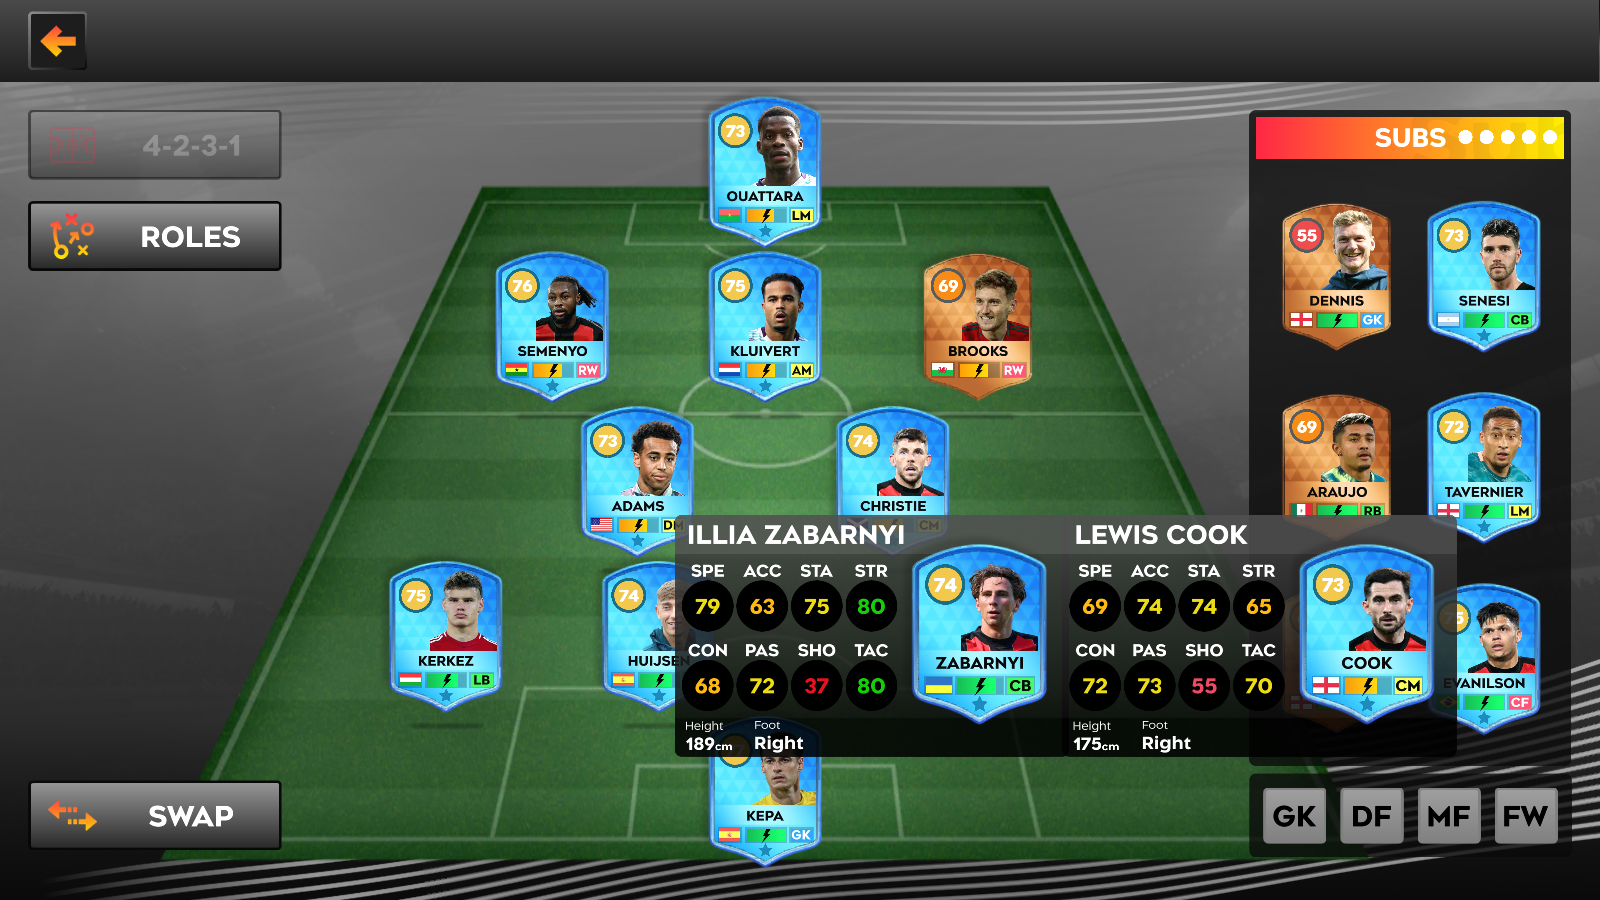 4-2-3-1
ROLES
SWAP
73
OUATTARA
LM
76
SEMENYO
RW
75
KLUIVERT
AM
69
BROOKS
RW
73
ADAMS
DM
74
CHRISTIE
CM
75
KERKEZ
LB
74
HUIJSEN
KEPA
GK
ILLIA ZABARNYI
SPE ACC STA STR
79 63 75 80
CON PAS SHO TAC
68 72 37 80
Height Foot
189cm Right
74
ZABARNYI
CB
LEWIS COOK
SPE ACC STA STR
69 74 74 65
CON PAS SHO TAC
72 73 55 70
Height Foot
175cm Right
73
COOK
CM
SUBS
55
DENNIS
GK
73
SENESI
CB
69
ARAUJO
RB
72
TAVERNIER
LM
EVANILSON
CF
GK DF MF FW